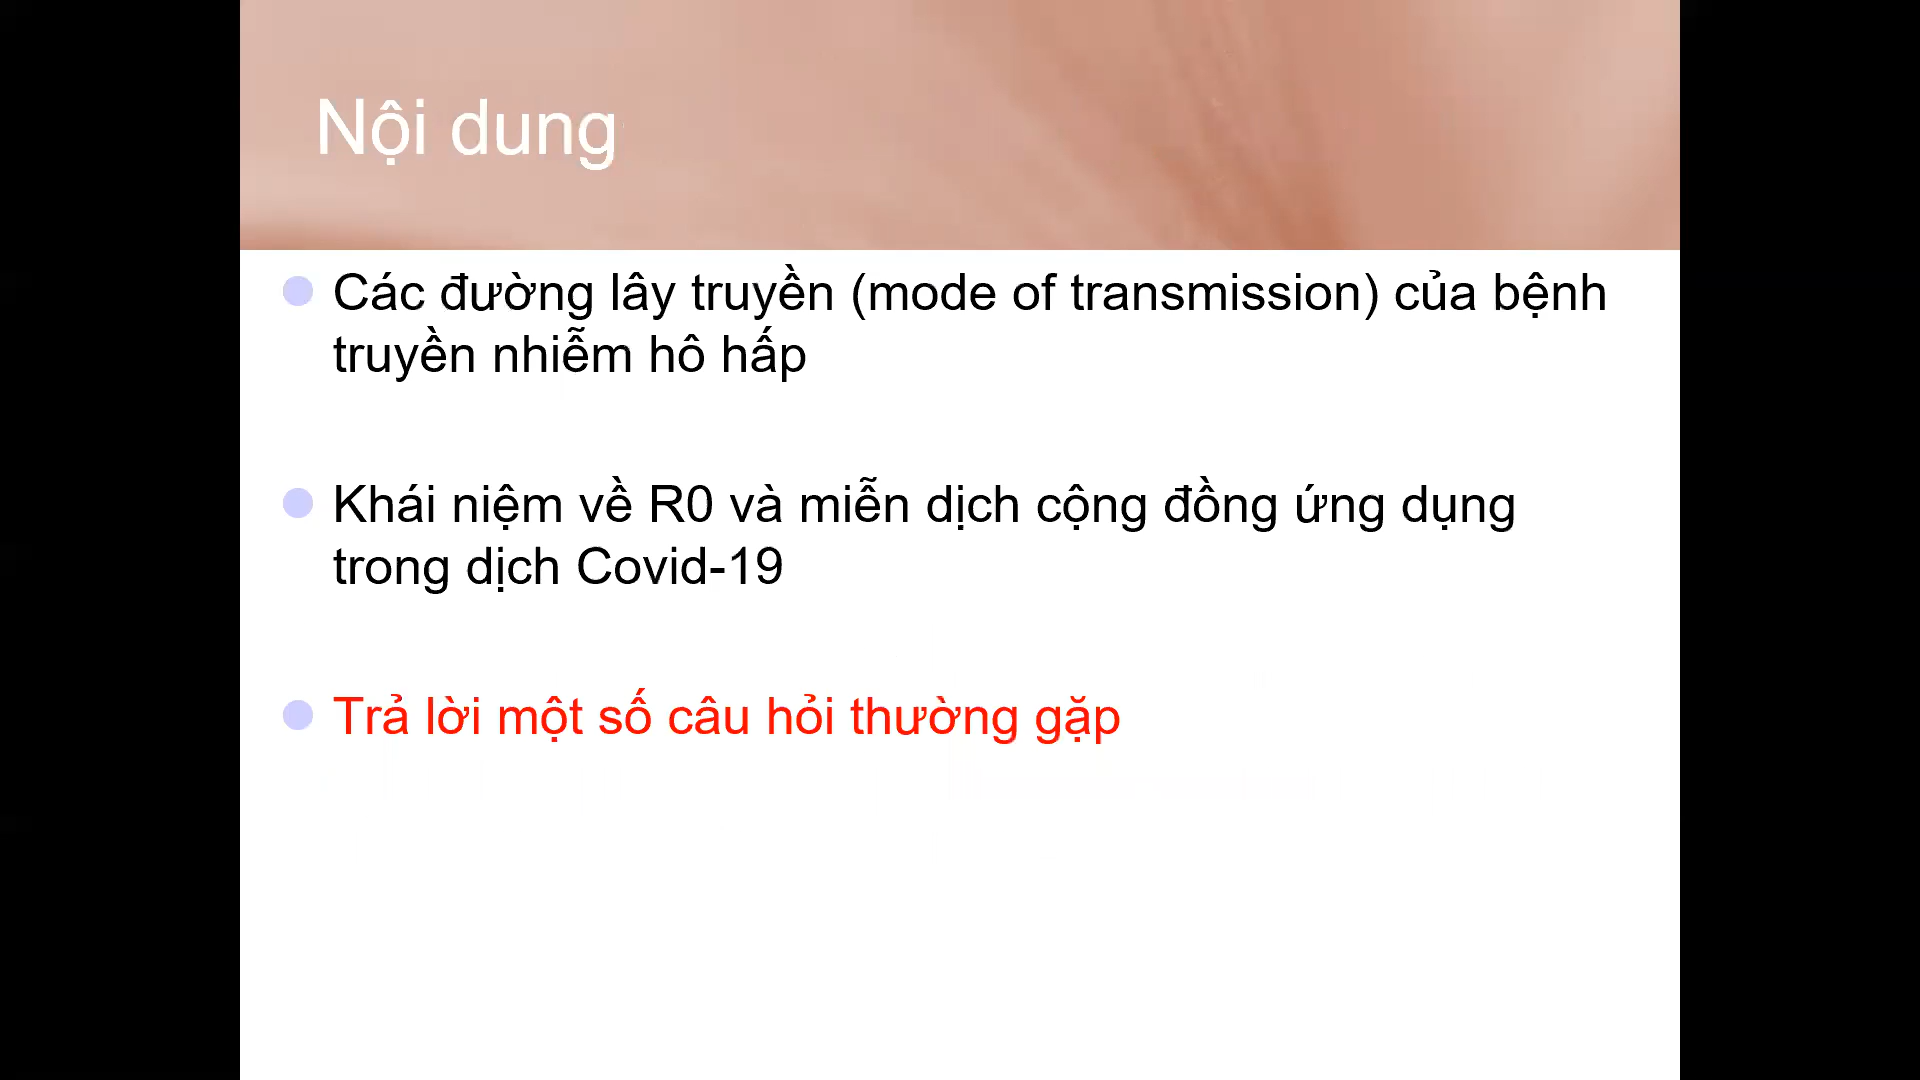 Nội dung
Các đường lây truyền (mode of transmission) của bệnh
truyền nhiễm hô hấp
Khái niệm về R0 và miễn dịch cộng đồng ứng dụng
trong dịch Covid-19
Trả lời một số câu hỏi thường gặp